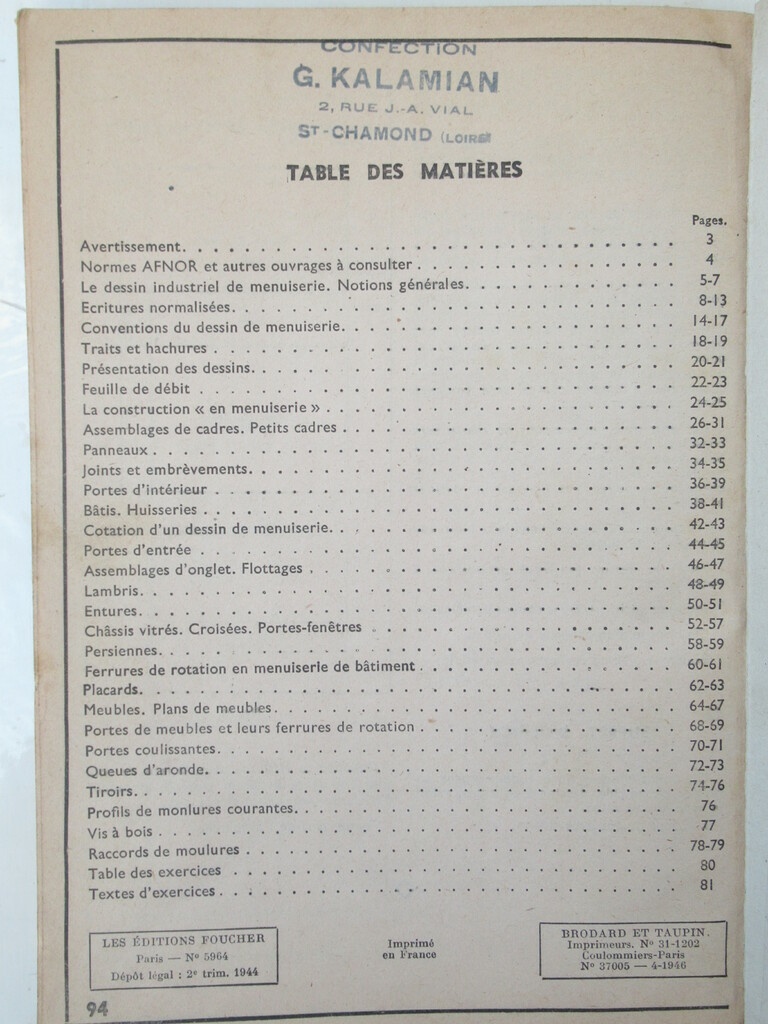 CONFECTION
G. KALAMIAN
2, RUE J.-A. VIAL
ST-CHAMOND (LOIRE)
TABLE DES MATIÈRES
Pages.
Avertissement. . . . . . . . . . 3
Normes AFNOR et autres ouvrages à consulter . . . . . . . . . . 4
Le dessin industriel de menuiserie. Notions générales. . . . . . . . . . 5-7
Ecritures normalisées. . . . . . . . . . 8-13
Conventions du dessin de menuiserie. . . . . . . . . . 14-17
Traits et hachures . . . . . . . . . . 18-19
Présentation des dessins. . . . . . . . . . 20-21
Feuille de débit . . . . . . . . . . 22-23
La construction « en menuiserie » . . . . . . . . . . 24-25
Assemblages de cadres. Petits cadres . . . . . . . . . . 26-31
Panneaux . . . . . . . . . . 32-33
Joints et embrèvements. . . . . . . . . . 34-35
Portes d'intérieur . . . . . . . . . . 36-39
Bâtis. Huisseries . . . . . . . . . . 38-41
Cotation d'un dessin de menuiserie. . . . . . . . . . 42-43
Portes d'entrée . . . . . . . . . . 44-45
Assemblages d'onglet. Flottages . . . . . . . . . . 46-47
Lambris. . . . . . . . . . 48-49
Entures. . . . . . . . . . 50-51
Châssis vitrés. Croisées. Portes-fenêtres . . . . . . . . . . 52-57
Persiennes. . . . . . . . . . 58-59
Ferrures de rotation en menuiserie de bâtiment . . . . . . . . . . 60-61
Placards. . . . . . . . . . 62-63
Meubles. Plans de meubles. . . . . . . . . . 64-67
Portes de meubles et leurs ferrures de rotation . . . . . . . . . . 68-69
Portes coulissantes. . . . . . . . . . 70-71
Queues d'aronde. . . . . . . . . . 72-73
Tiroirs. . . . . . . . . . 74-76
Profils de monlures courantes. . . . . . . . . . 76
Vis à bois . . . . . . . . . . 77
Raccords de moulures . . . . . . . . . . 78-79
Table des exercices . . . . . . . . . . 80
Textes d'exercices . . . . . . . . . . 81
LES ÉDITIONS FOUCHER
Paris — Nº 5964
Dépôt légal : 2e trim. 1944
Imprimé
en France
BRODARD ET TAUPIN.
Imprimeurs. Nº 31-1202
Coulommiers-Paris
Nº 37005 — 4-1946
94